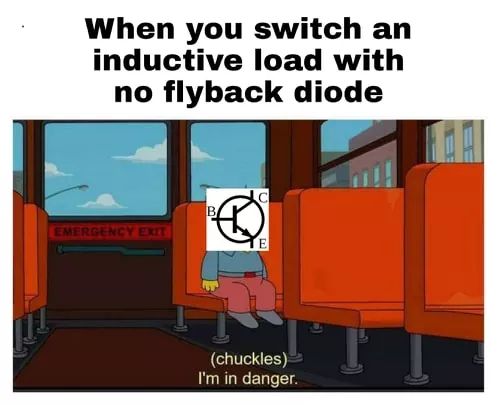 When you switch an
inductive load with
no flyback diode
EMERGENCY EXIT
C
B
E
(chuckles)
I'm in danger.